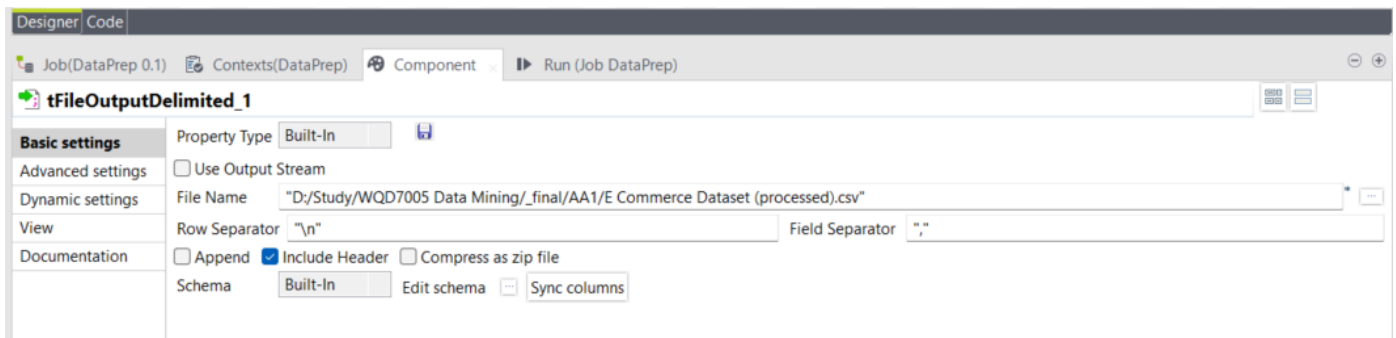 Designer Code
Job(DataPrep 0.1) Contexts(DataPrep) Component Run (Job DataPrep)
tFileOutputDelimited_1
Basic settings
Advanced settings
Dynamic settings
View
Documentation
Property Type Built-In
Use Output Stream
File Name "D:/Study/WQD7005 Data Mining/_final/AA1/E Commerce Dataset (processed).csv" * ...
Row Separator "\n" Field Separator ","
Append Include Header Compress as zip file
Schema Built-In Edit schema ... Sync columns